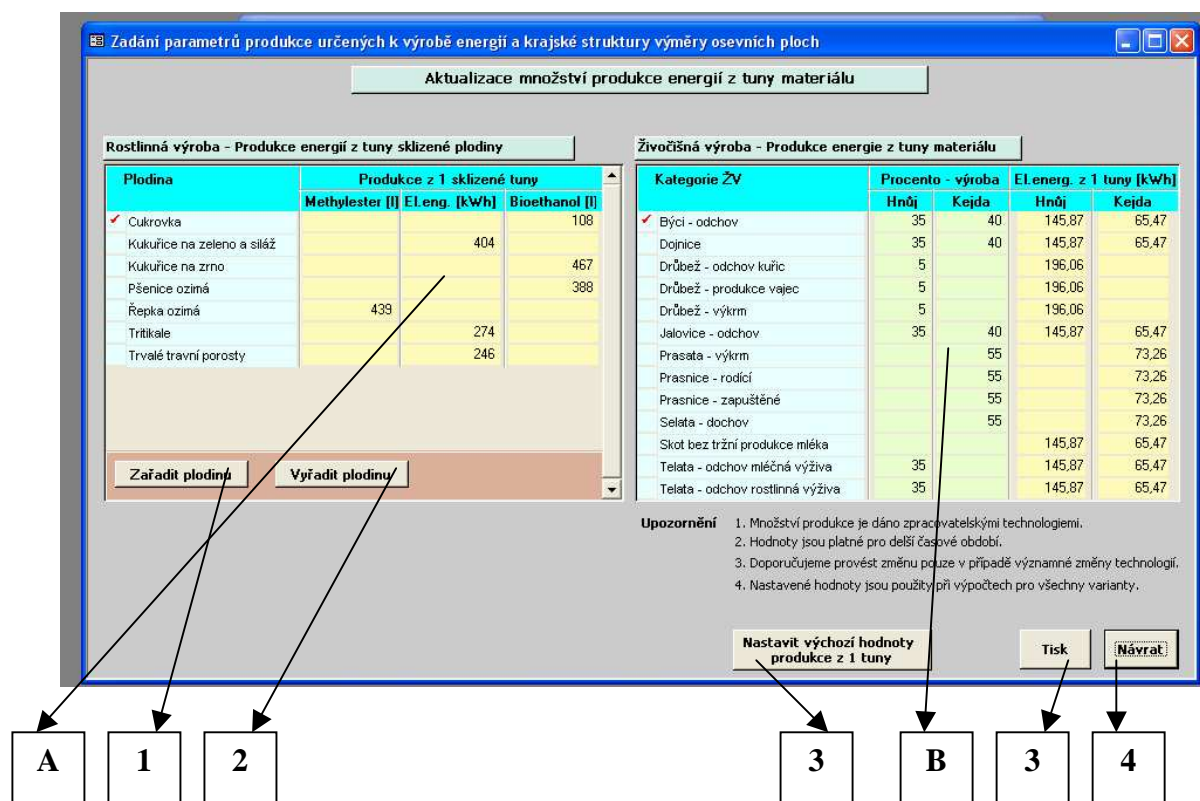 Zadání parametrů produkce určených k výrobě energií a krajské struktury výměry osevních ploch
Aktualizace množství produkce energií z tuny materiálu
Rostlinná výroba - Produkce energií z tuny sklizené plodiny
Plodina Produkce z 1 sklizené tuny
Methylester [l] El.eng. [kWh] Bioethanol [l]
Cukrovka 108
Kukuřice na zeleno a siláž 404
Kukuřice na zrno 467
Pšenice ozimá 388
Řepka ozimá 439
Tritikale 274
Trvalé travní porosty 246
Zařadit plodinu Vyřadit plodinu
Živočišná výroba - Produkce energie z tuny materiálu
Kategorie ŽV Procento - výroba El.energ. z 1 tuny [kWh]
Hnůj Kejda Hnůj Kejda
Býci - odchov 35 40 145,87 65,47
Dojnice 35 40 145,87 65,47
Drůbež - odchov kuřic 5 196,06
Drůbež - produkce vajec 5 196,06
Drůbež - výkrm 5 196,06
Jalovice - odchov 35 40 145,87 65,47
Prasata - výkrm 55 73,26
Prasnice - rodící 55 73,26
Prasnice - zapuštěné 55 73,26
Selata - dochov 55 73,26
Skot bez tržní produkce mléka 145,87 65,47
Telata - odchov mléčná výživa 35 145,87 65,47
Telata - odchov rostlinná výživa 35 145,87 65,47
Upozornění 1. Množství produkce je dáno zpracovatelskými technologiemi.
2. Hodnoty jsou platné pro delší časové období.
3. Doporučujeme provést změnu pouze v případě významné změny technologií.
4. Nastavené hodnoty jsou použity při výpočtech pro všechny varianty.
Nastavit výchozí hodnoty
produkce z 1 tuny
Tisk Návrat
A 1 2 3 B 3 4